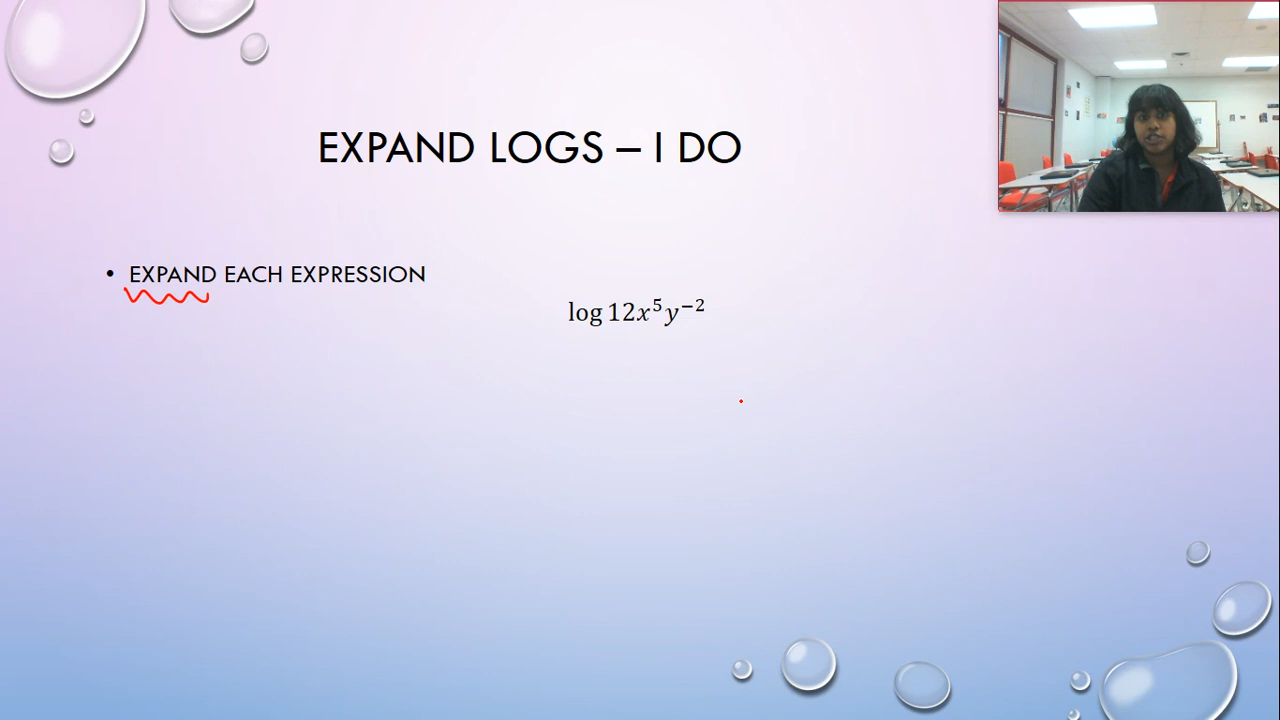 EXPAND LOGS – I DO
• EXPAND EACH EXPRESSION
log 12x⁵y⁻²